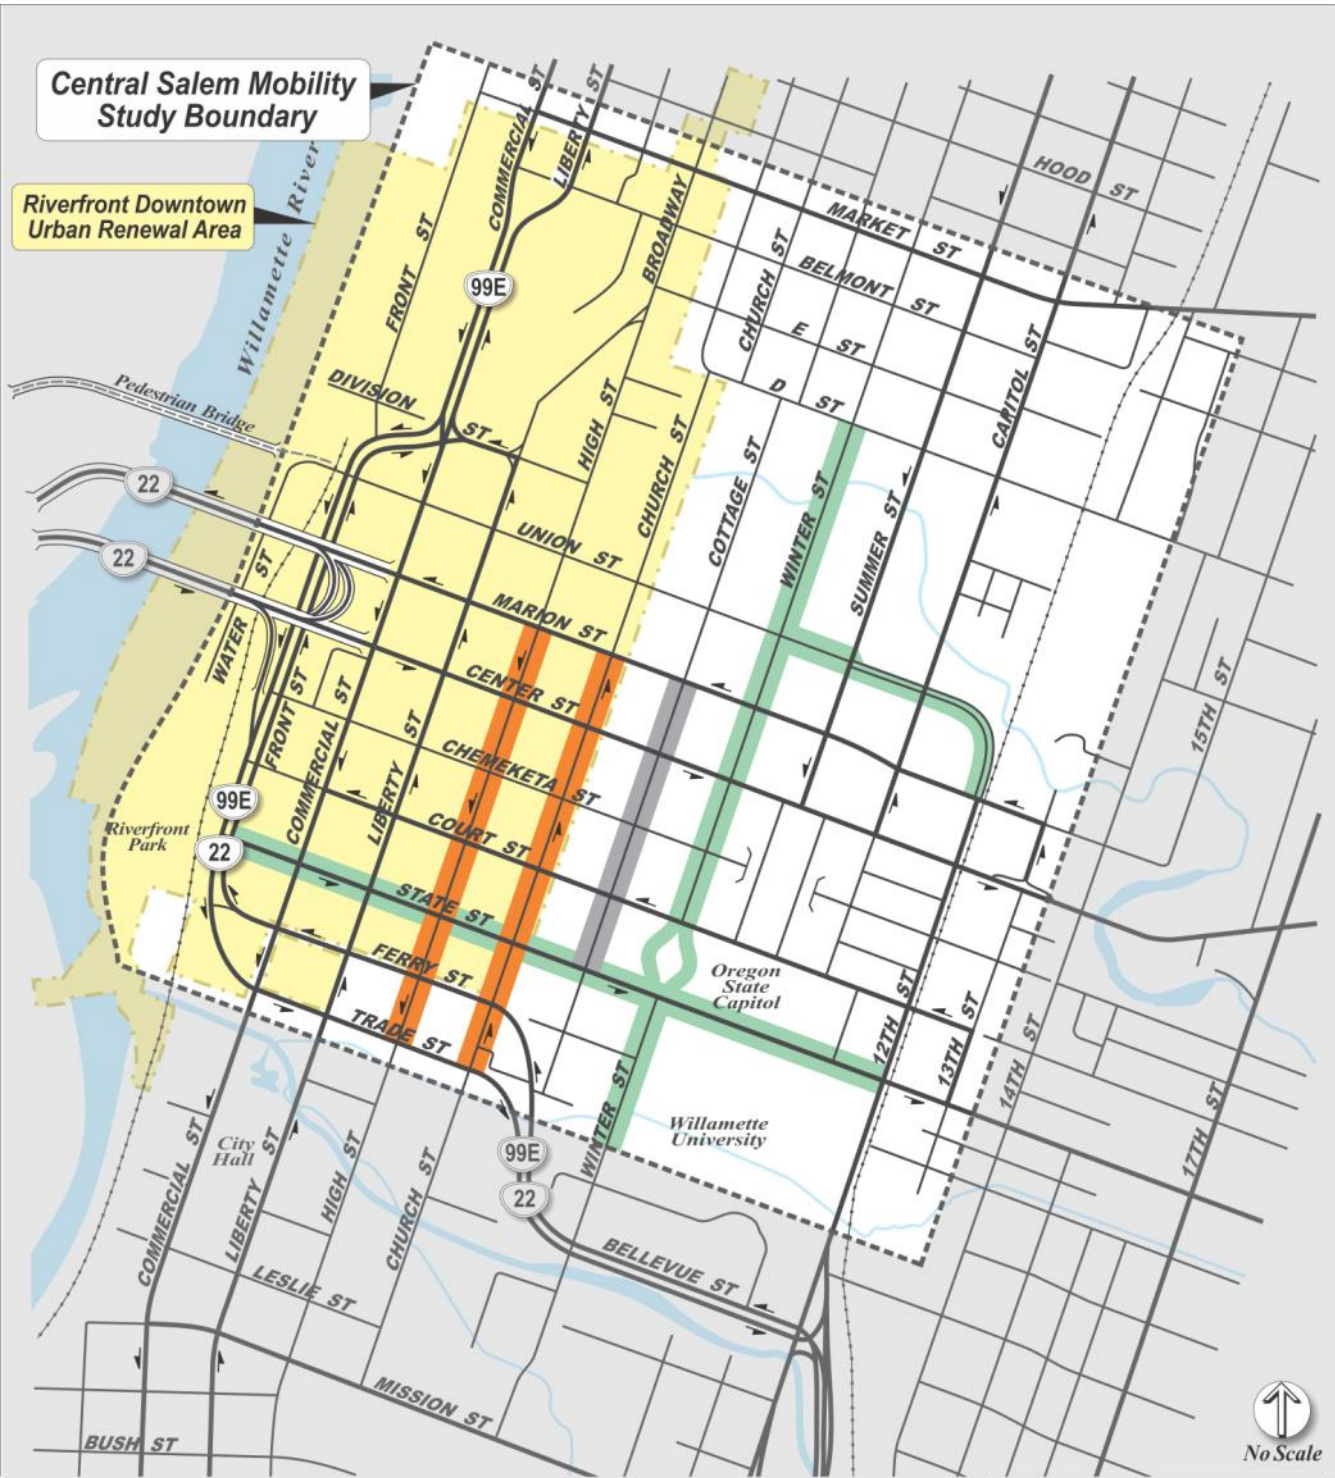 Central Salem Mobility
Study Boundary
Riverfront Downtown
Urban Renewal Area
Willamette River
COMMERCIAL ST
LIBERTY ST
FRONT ST
BROADWAY
HOOD ST
MARKET ST
BELMONT ST
CHURCH ST
E ST
D ST
CAPITOL ST
99E
DIVISION ST
Pedestrian Bridge
HIGH ST
CHURCH ST
COTTAGE ST
WINTER ST
SUMMER ST
22
22
UNION ST
WATER ST
MARION ST
CENTER ST
15TH ST
FRONT ST
COMMERCIAL ST
LIBERTY ST
CHEMEKETA ST
COURT ST
99E
22
Riverfront
Park
STATE ST
FERRY ST
TRADE ST
Oregon
State
Capitol
12TH ST
13TH ST
14TH ST
17TH ST
WINTER ST
Willamette
University
City
Hall
COMMERCIAL ST
LIBERTY ST
HIGH ST
CHURCH ST
99E
22
BELLEVUE ST
LESLIE ST
MISSION ST
BUSH ST
No Scale